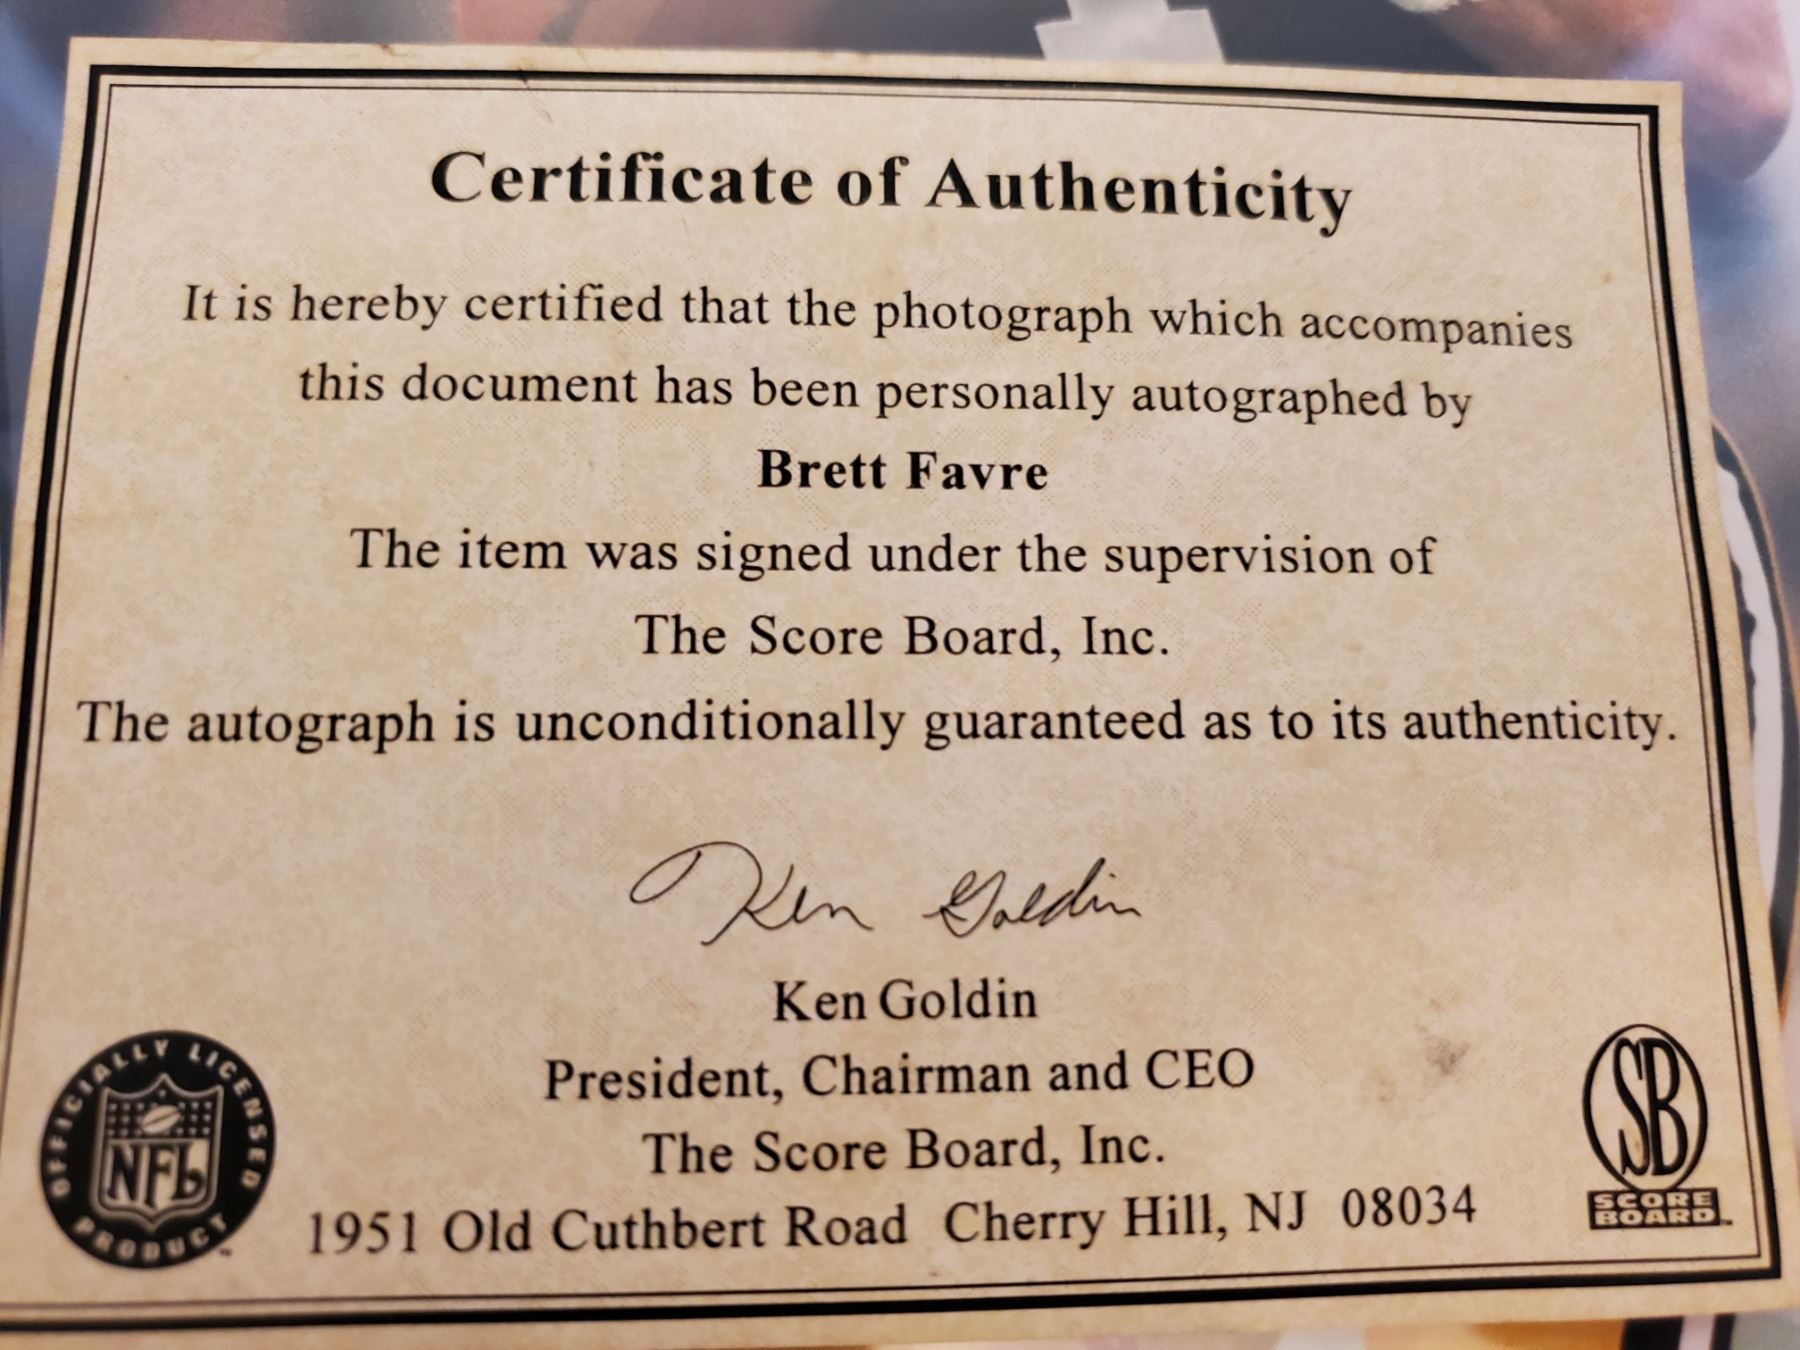 Certificate of Authenticity
It is hereby certified that the photograph which accompanies
this document has been personally autographed by
Brett Favre
The item was signed under the supervision of
The Score Board, Inc.
The autograph is unconditionally guaranteed as to its authenticity.
Ken Goldin
Ken Goldin
President, Chairman and CEO
The Score Board, Inc.
1951 Old Cuthbert Road Cherry Hill, NJ 08034
OFFICIALLY LICENSED
NFL
PRODUCT
™
SB
SCORE
BOARD™